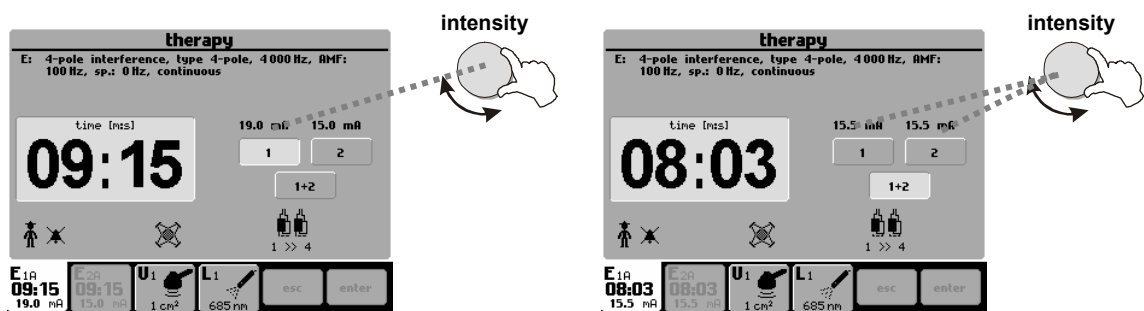 intensity
therapy
E: 4-pole interference, type 4-pole, 4000 Hz, AMF:
100 Hz, sp.: 0 Hz, continuous
time [m:s]
09:15
19.0 mA 15.0 mA
1 2
1+2
1 >> 4
E1A E2A U1 L1
09:15 09:15 esc enter
19.0 mA 15.0 mA 1 cm² 685 nm
intensity
therapy
E: 4-pole interference, type 4-pole, 4000 Hz, AMF:
100 Hz, sp.: 0 Hz, continuous
time [m:s]
08:03
15.5 mA 15.5 mA
1 2
1+2
1 >> 4
E1A E2A U1 L1
08:03 08:03 esc enter
15.5 mA 15.5 mA 1 cm² 685 nm